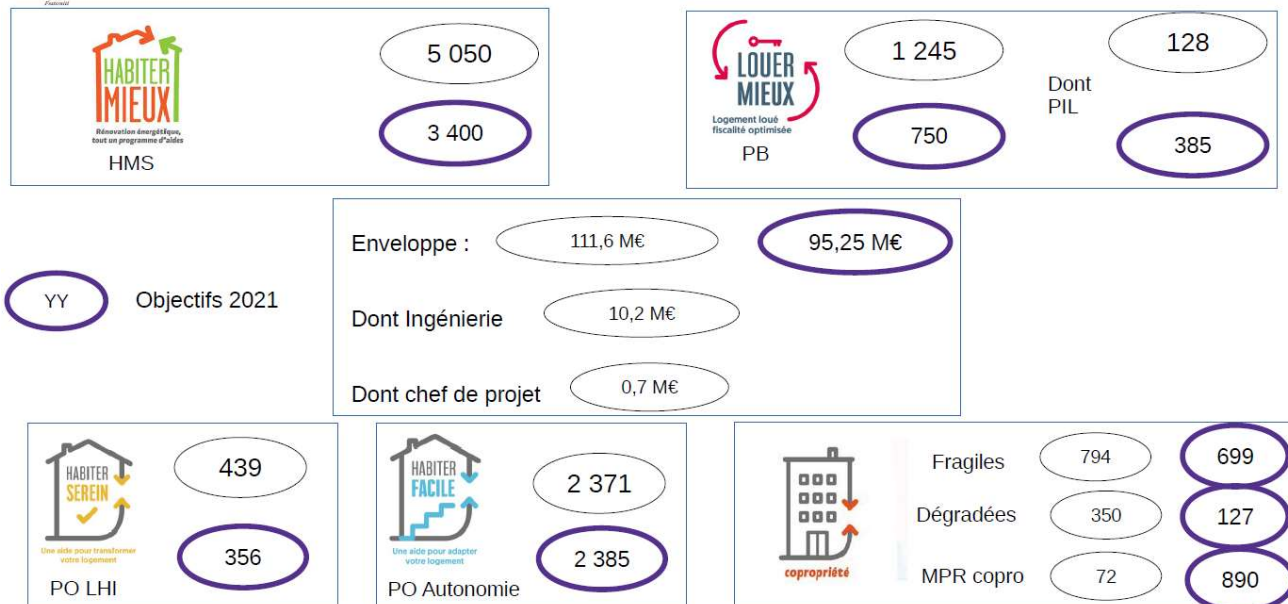 Fraternité
HABITER
MIEUX
Rénovation énergétique,
tout un programme d'aides
HMS
5 050
3 400
LOUER
MIEUX
Logement loué
fiscalité optimisée
PB
1 245
750
Dont
PIL
128
385
YY
Objectifs 2021
Enveloppe :
111,6 M€
95,25 M€
Dont Ingénierie
10,2 M€
Dont chef de projet
0,7 M€
HABITER
SEREIN
Une aide pour transformer
votre logement
PO LHI
439
356
HABITER
FACILE
Une aide pour adapter
votre logement
PO Autonomie
2 371
2 385
copropriété
Fragiles
794
699
Dégradées
350
127
MPR copro
72
890